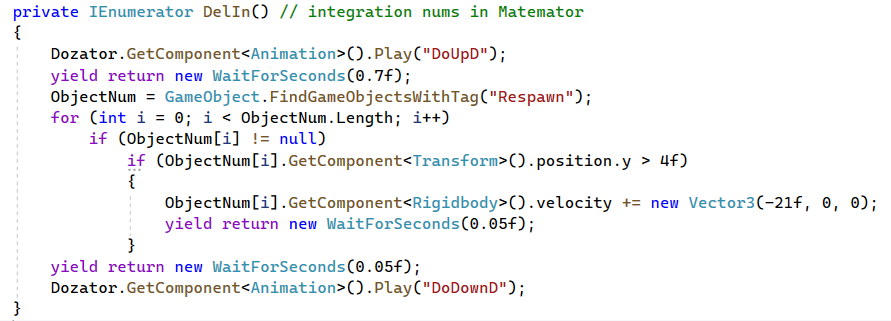 private IEnumerator DelIn() // integration nums in Matemator
{
    Dozator.GetComponent<Animation>().Play("DoUpD");
    yield return new WaitForSeconds(0.7f);
    ObjectNum = GameObject.FindGameObjectsWithTag("Respawn");
    for (int i = 0; i < ObjectNum.Length; i++)
        if (ObjectNum[i] != null)
            if (ObjectNum[i].GetComponent<Transform>().position.y > 4f)
            {
                ObjectNum[i].GetComponent<Rigidbody>().velocity += new Vector3(-21f, 0, 0);
                yield return new WaitForSeconds(0.05f);
            }
    yield return new WaitForSeconds(0.05f);
    Dozator.GetComponent<Animation>().Play("DoDownD");
}